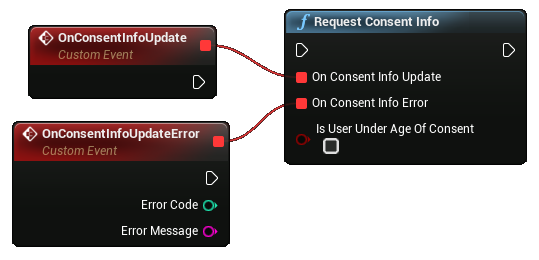 OnConsentInfoUpdate
Custom Event
OnConsentInfoUpdateError
Custom Event
Error Code
Error Message
f Request Consent Info
On Consent Info Update
On Consent Info Error
Is User Under Age Of Consent